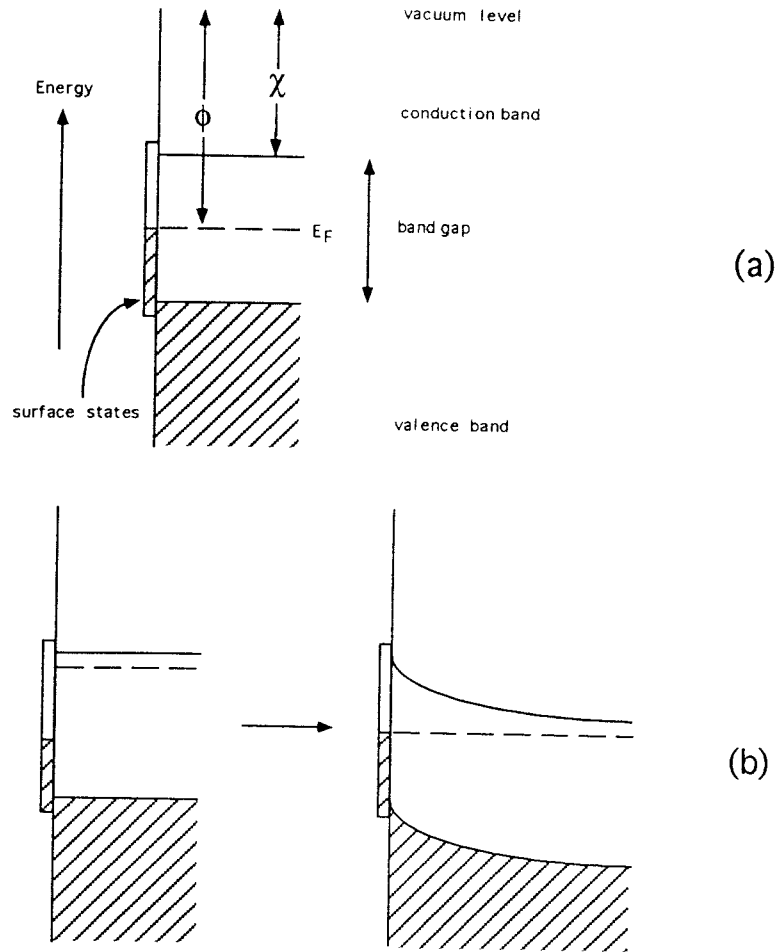 vacuum level
Energy
χ
ϕ
conduction band
E_F
band gap
(a)
surface states
valence band
(b)